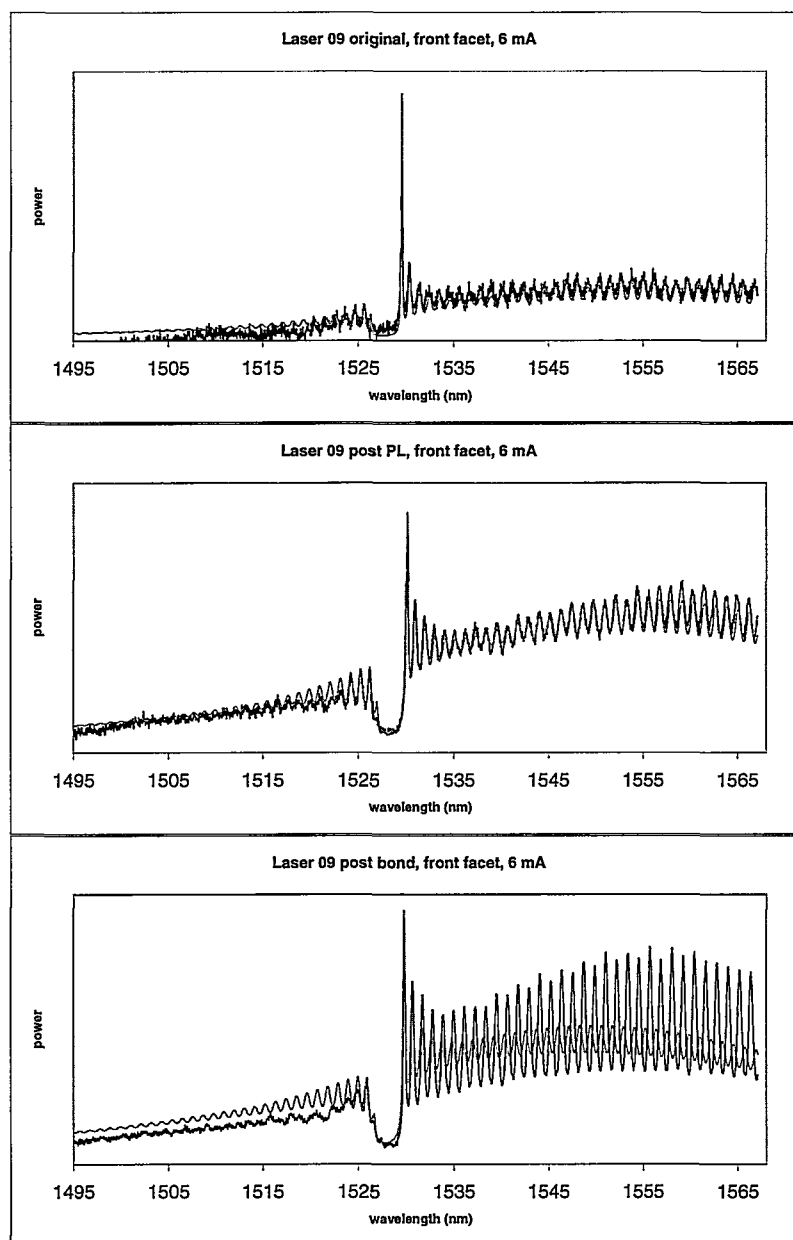 Laser 09 original, front facet, 6 mA
power
1495 1505 1515 1525 1535 1545 1555 1565
wavelength (nm)
Laser 09 post PL, front facet, 6 mA
power
1495 1505 1515 1525 1535 1545 1555 1565
wavelength (nm)
Laser 09 post bond, front facet, 6 mA
power
1495 1505 1515 1525 1535 1545 1555 1565
wavelength (nm)